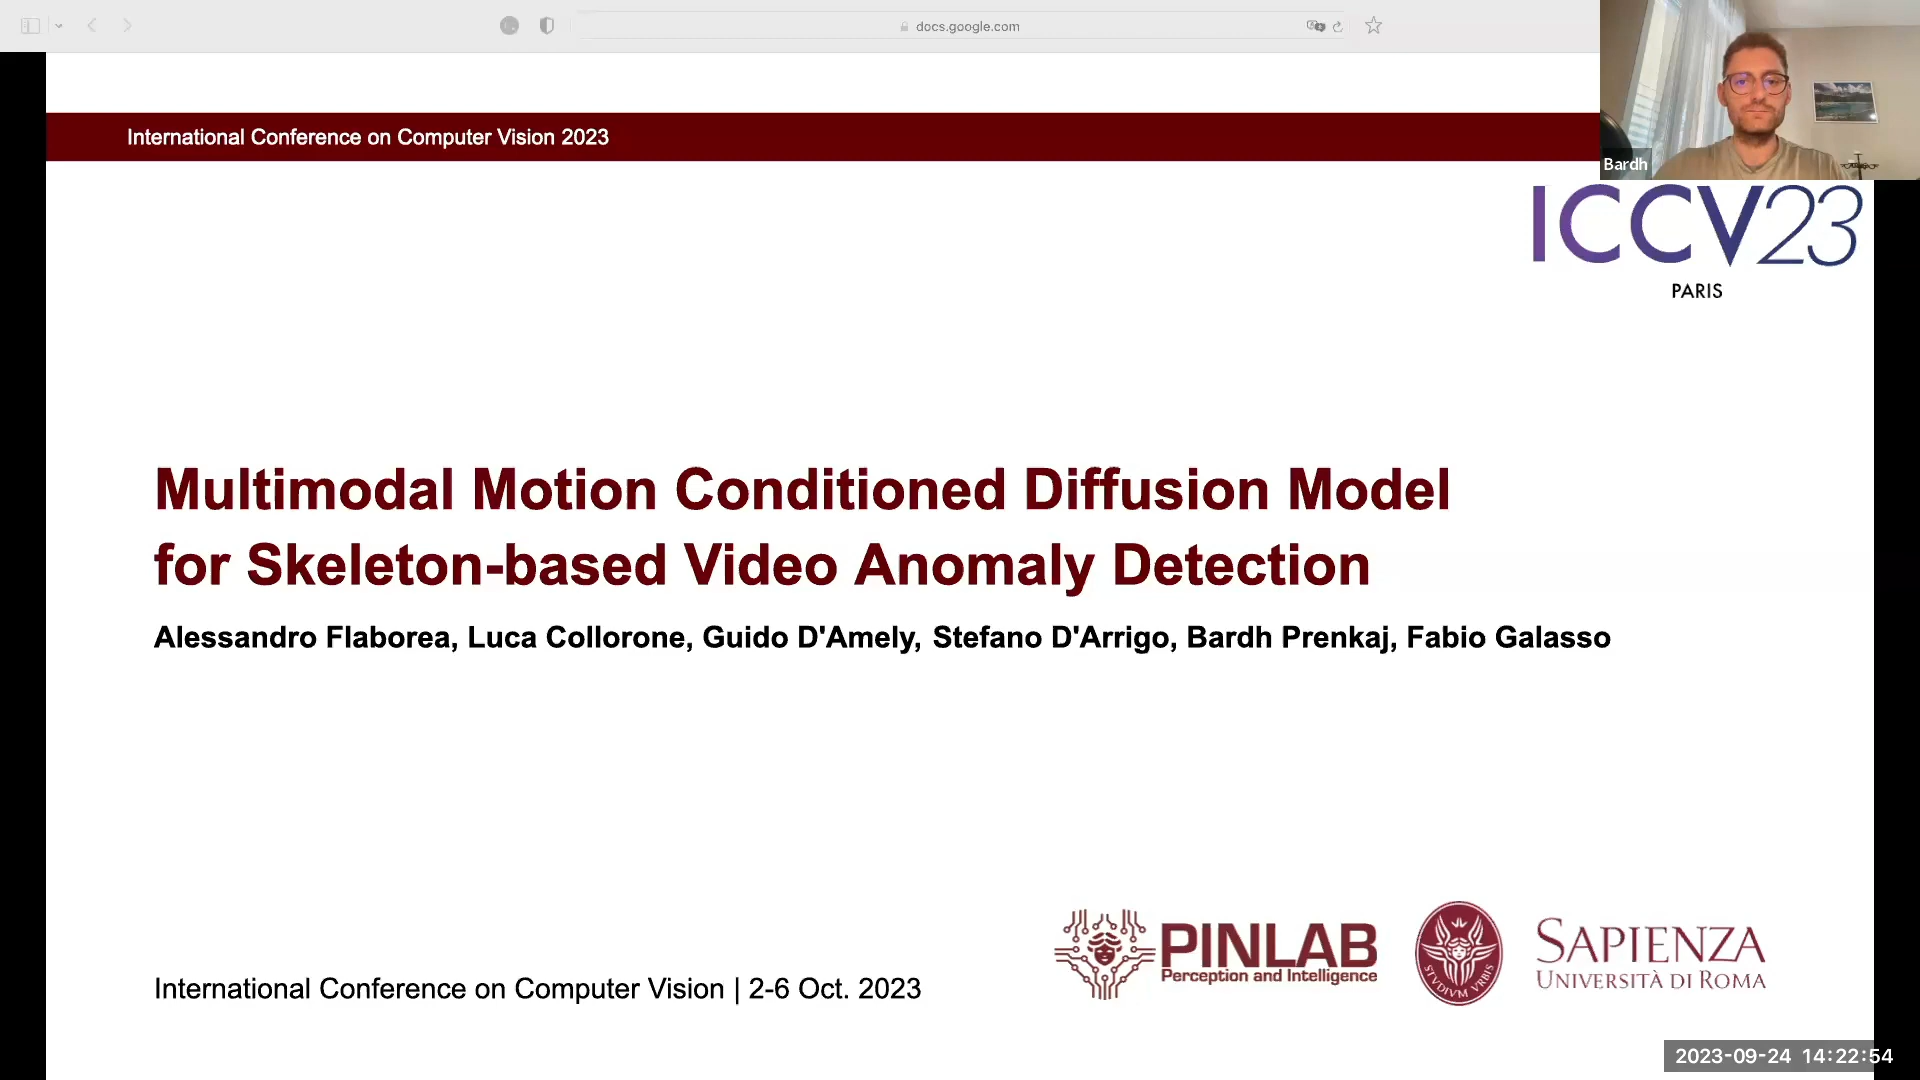 docs.google.com
International Conference on Computer Vision 2023
Bardh
ICCV23
PARIS
Multimodal Motion Conditioned Diffusion Model
for Skeleton-based Video Anomaly Detection
Alessandro Flaborea, Luca Collorone, Guido D'Amely, Stefano D'Arrigo, Bardh Prenkaj, Fabio Galasso
International Conference on Computer Vision | 2-6 Oct. 2023
PINLAB
Perception and Intelligence
STVDIVM VRBIS
SAPIENZA
UNIVERSITÀ DI ROMA
2023-09-24 14:22:54